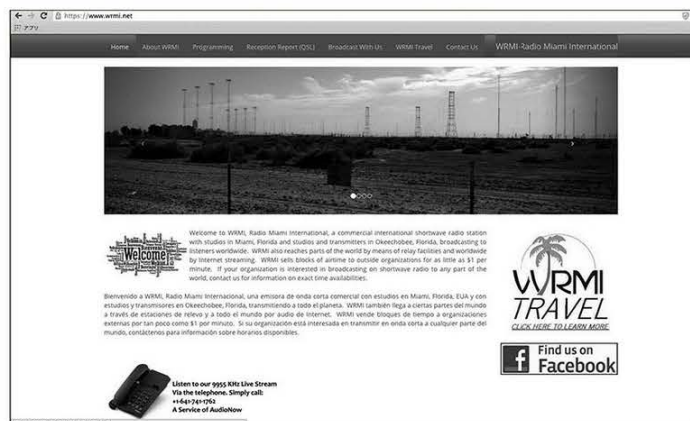 https://www.wrmi.net
アプリ
Home About WRMI Programming Reception Report (QSL) Broadcast With Us WRMI Travel Contact Us WRMI-Radio Miami International
Welcome
Welcome to WRMI, Radio Miami International, a commercial international shortwave radio station
with studios in Miami, Florida and studios and transmitters in Okeechobee, Florida, broadcasting to
listeners worldwide. WRMI also reaches parts of the world by means of relay facilities and worldwide
by Internet streaming. WRMI sells blocks of airtime to outside organizations for as little as $1 per
minute. If your organization is interested in broadcasting on shortwave radio to any part of the
world, contact us for information on exact time availabilities.
Bienvenido a WRMI, Radio Miami Internacional, una emisora de onda corta comercial con estudios en Miami, Florida, EUA y con
estudios y transmisores en Okeechobee, Florida, transmitiendo a todo el planeta. WRMI también llega a ciertas partes del mundo
a través de estaciones de relevo y a todo el mundo por audio de Internet. WRMI vende bloques de tiempo a organizaciones
externas por tan poco como $1 por minuto. Si su organización está interesada en transmitir en onda corta a cualquier parte del
mundo, contáctenos para información sobre horarios disponibles.
WRMI
TRAVEL
CLICK HERE TO LEARN MORE
f Find us on
Facebook
Listen to our 9955 KHz Live Stream
Via the telephone. Simply call:
+1-641-741-1762
A Service of AudioNow